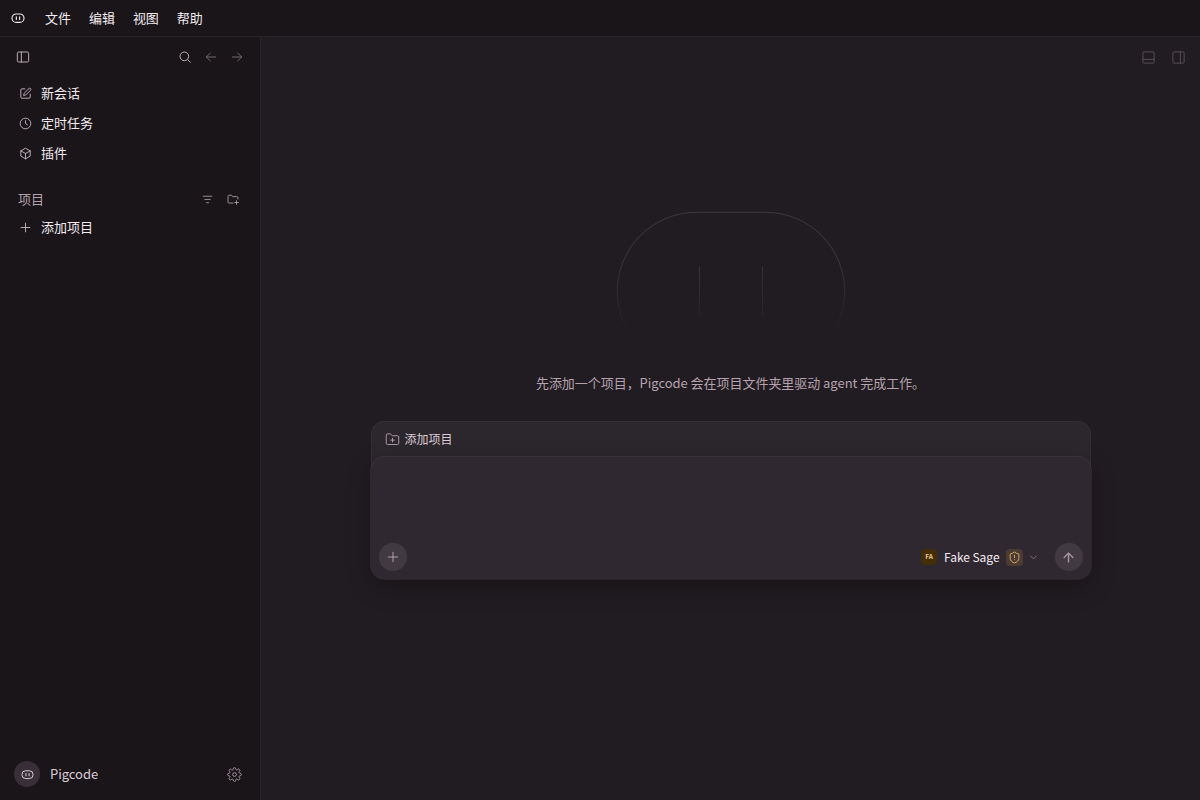 文件 编辑 视图 帮助
新会话
定时任务
插件
项目
添加项目
先添加一个项目，Pigcode 会在项目文件夹里驱动 agent 完成工作。
添加项目
FA Fake Sage
Pigcode